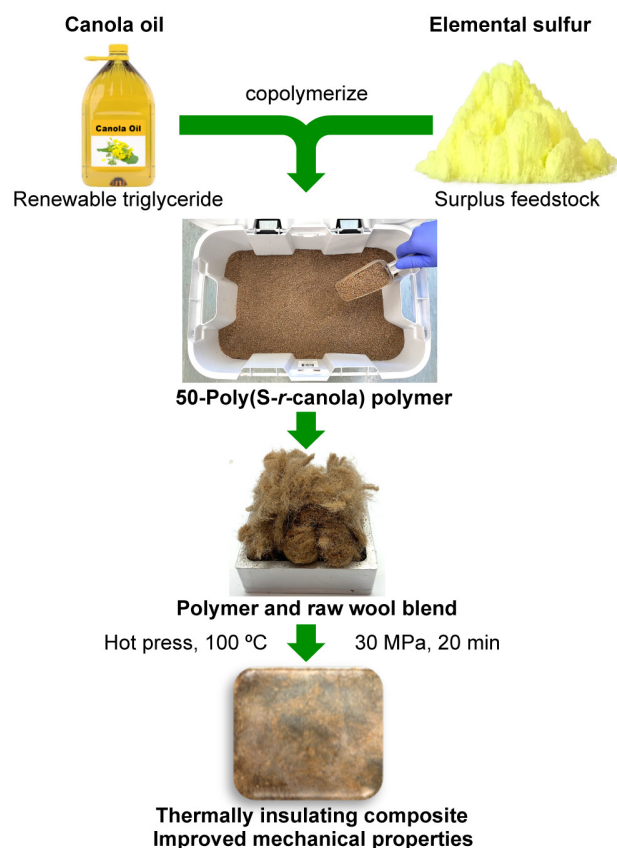 Canola oil
Elemental sulfur
copolymerize
Canola Oil
Renewable triglyceride
Surplus feedstock
50-Poly(S-r-canola) polymer
Polymer and raw wool blend
Hot press, 100 ºC
30 MPa, 20 min
Thermally insulating composite
Improved mechanical properties